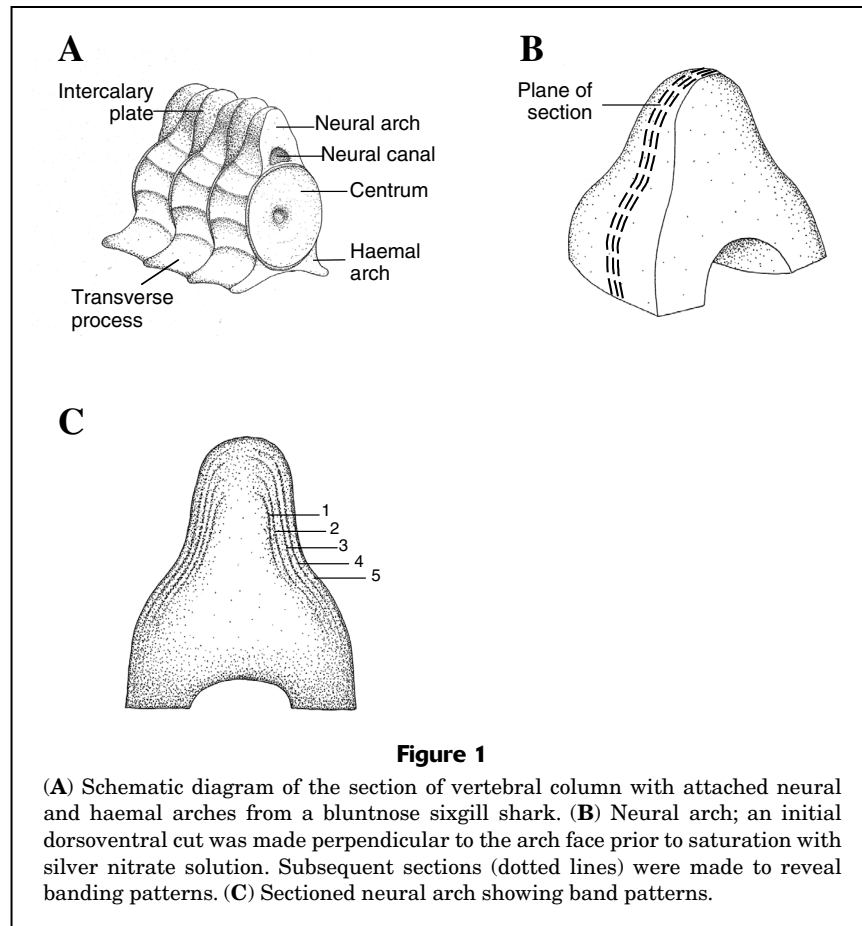 A
Intercalary
plate
Neural arch
Neural canal
Centrum
Haemal
arch
Transverse
process
B
Plane of
section
C
1
2
3
4
5
Figure 1
(A) Schematic diagram of the section of vertebral column with attached neural
and haemal arches from a bluntnose sixgill shark. (B) Neural arch; an initial
dorsoventral cut was made perpendicular to the arch face prior to saturation with
silver nitrate solution. Subsequent sections (dotted lines) were made to reveal
banding patterns. (C) Sectioned neural arch showing band patterns.